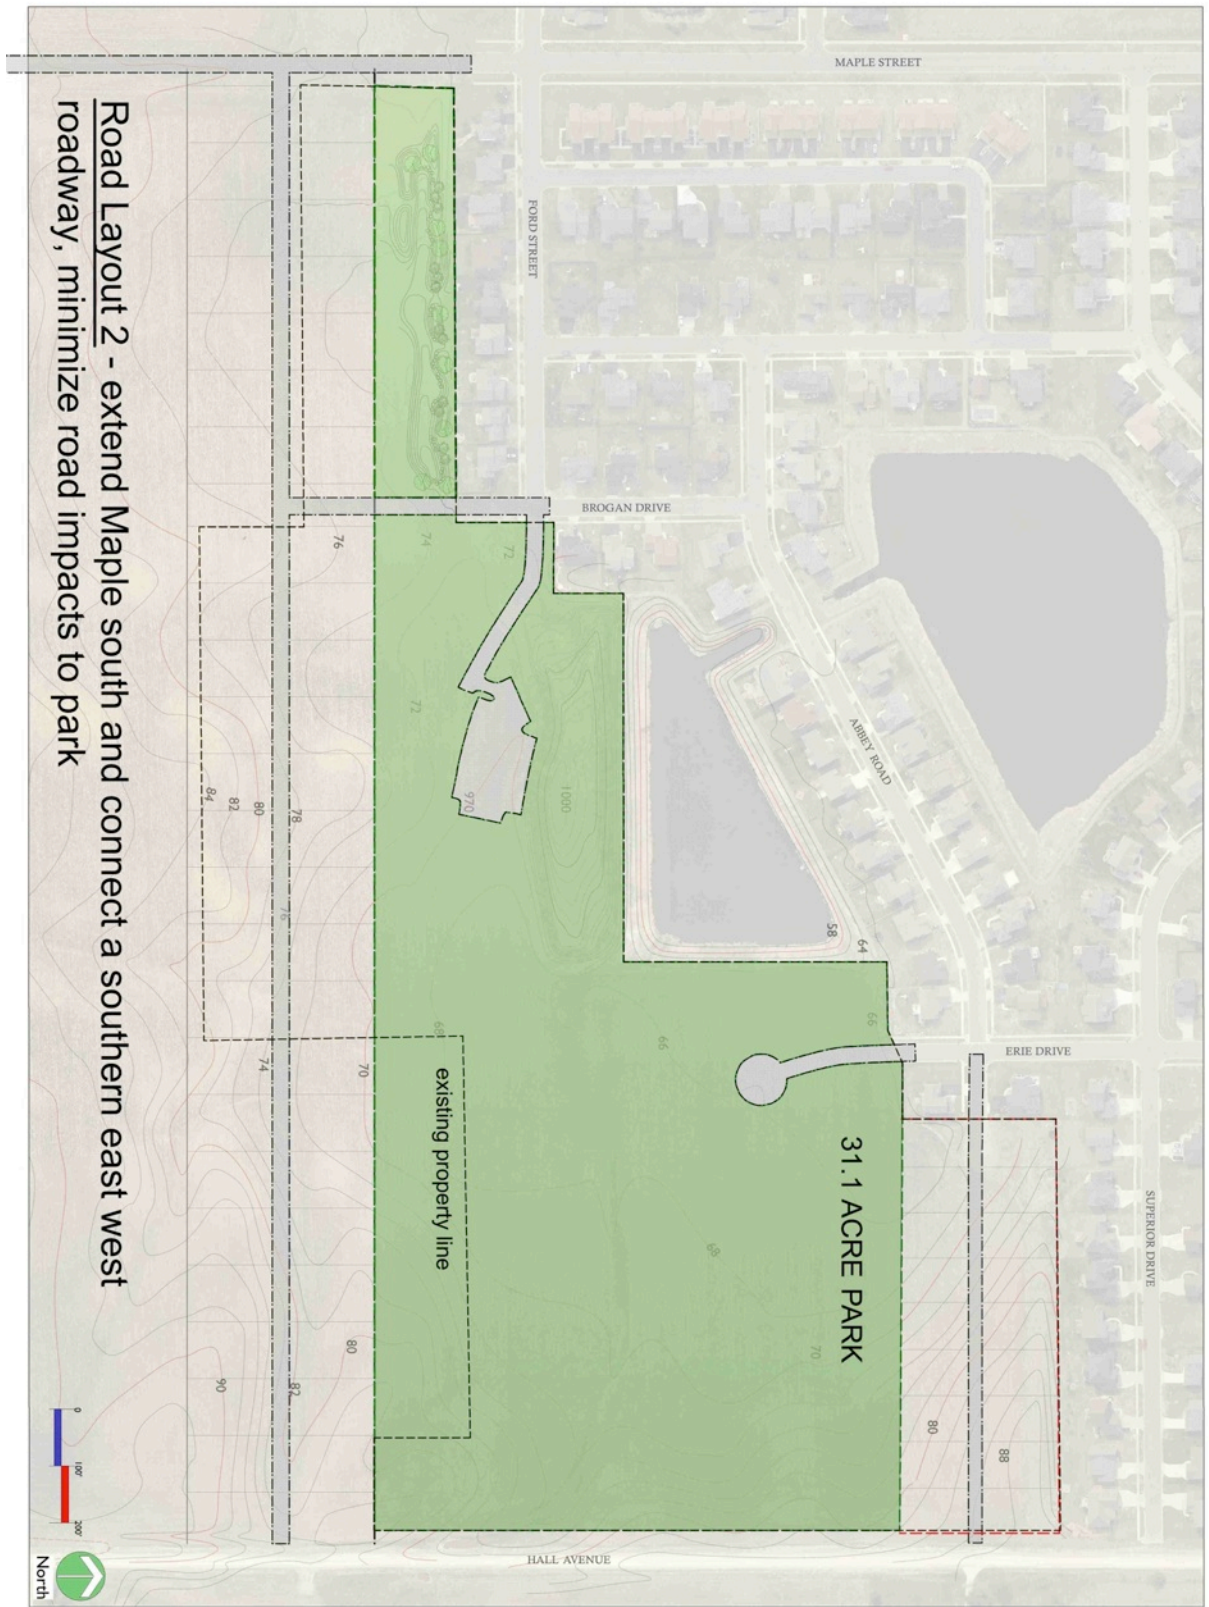 Road Layout 2 - extend Maple south and connect a southern east west
roadway, minimize road impacts to park
MAPLE STREET
FORD STREET
BROGAN DRIVE
ABBEY ROAD
ERIE DRIVE
SUPERIOR DRIVE
HALL AVENUE
31.1 ACRE PARK
existing property line
76
74
72
72
970
1000
84
82
80
78
76
58
64
66
66
68
68
70
74
70
80
82
90
80
88
0
100'
200'
North